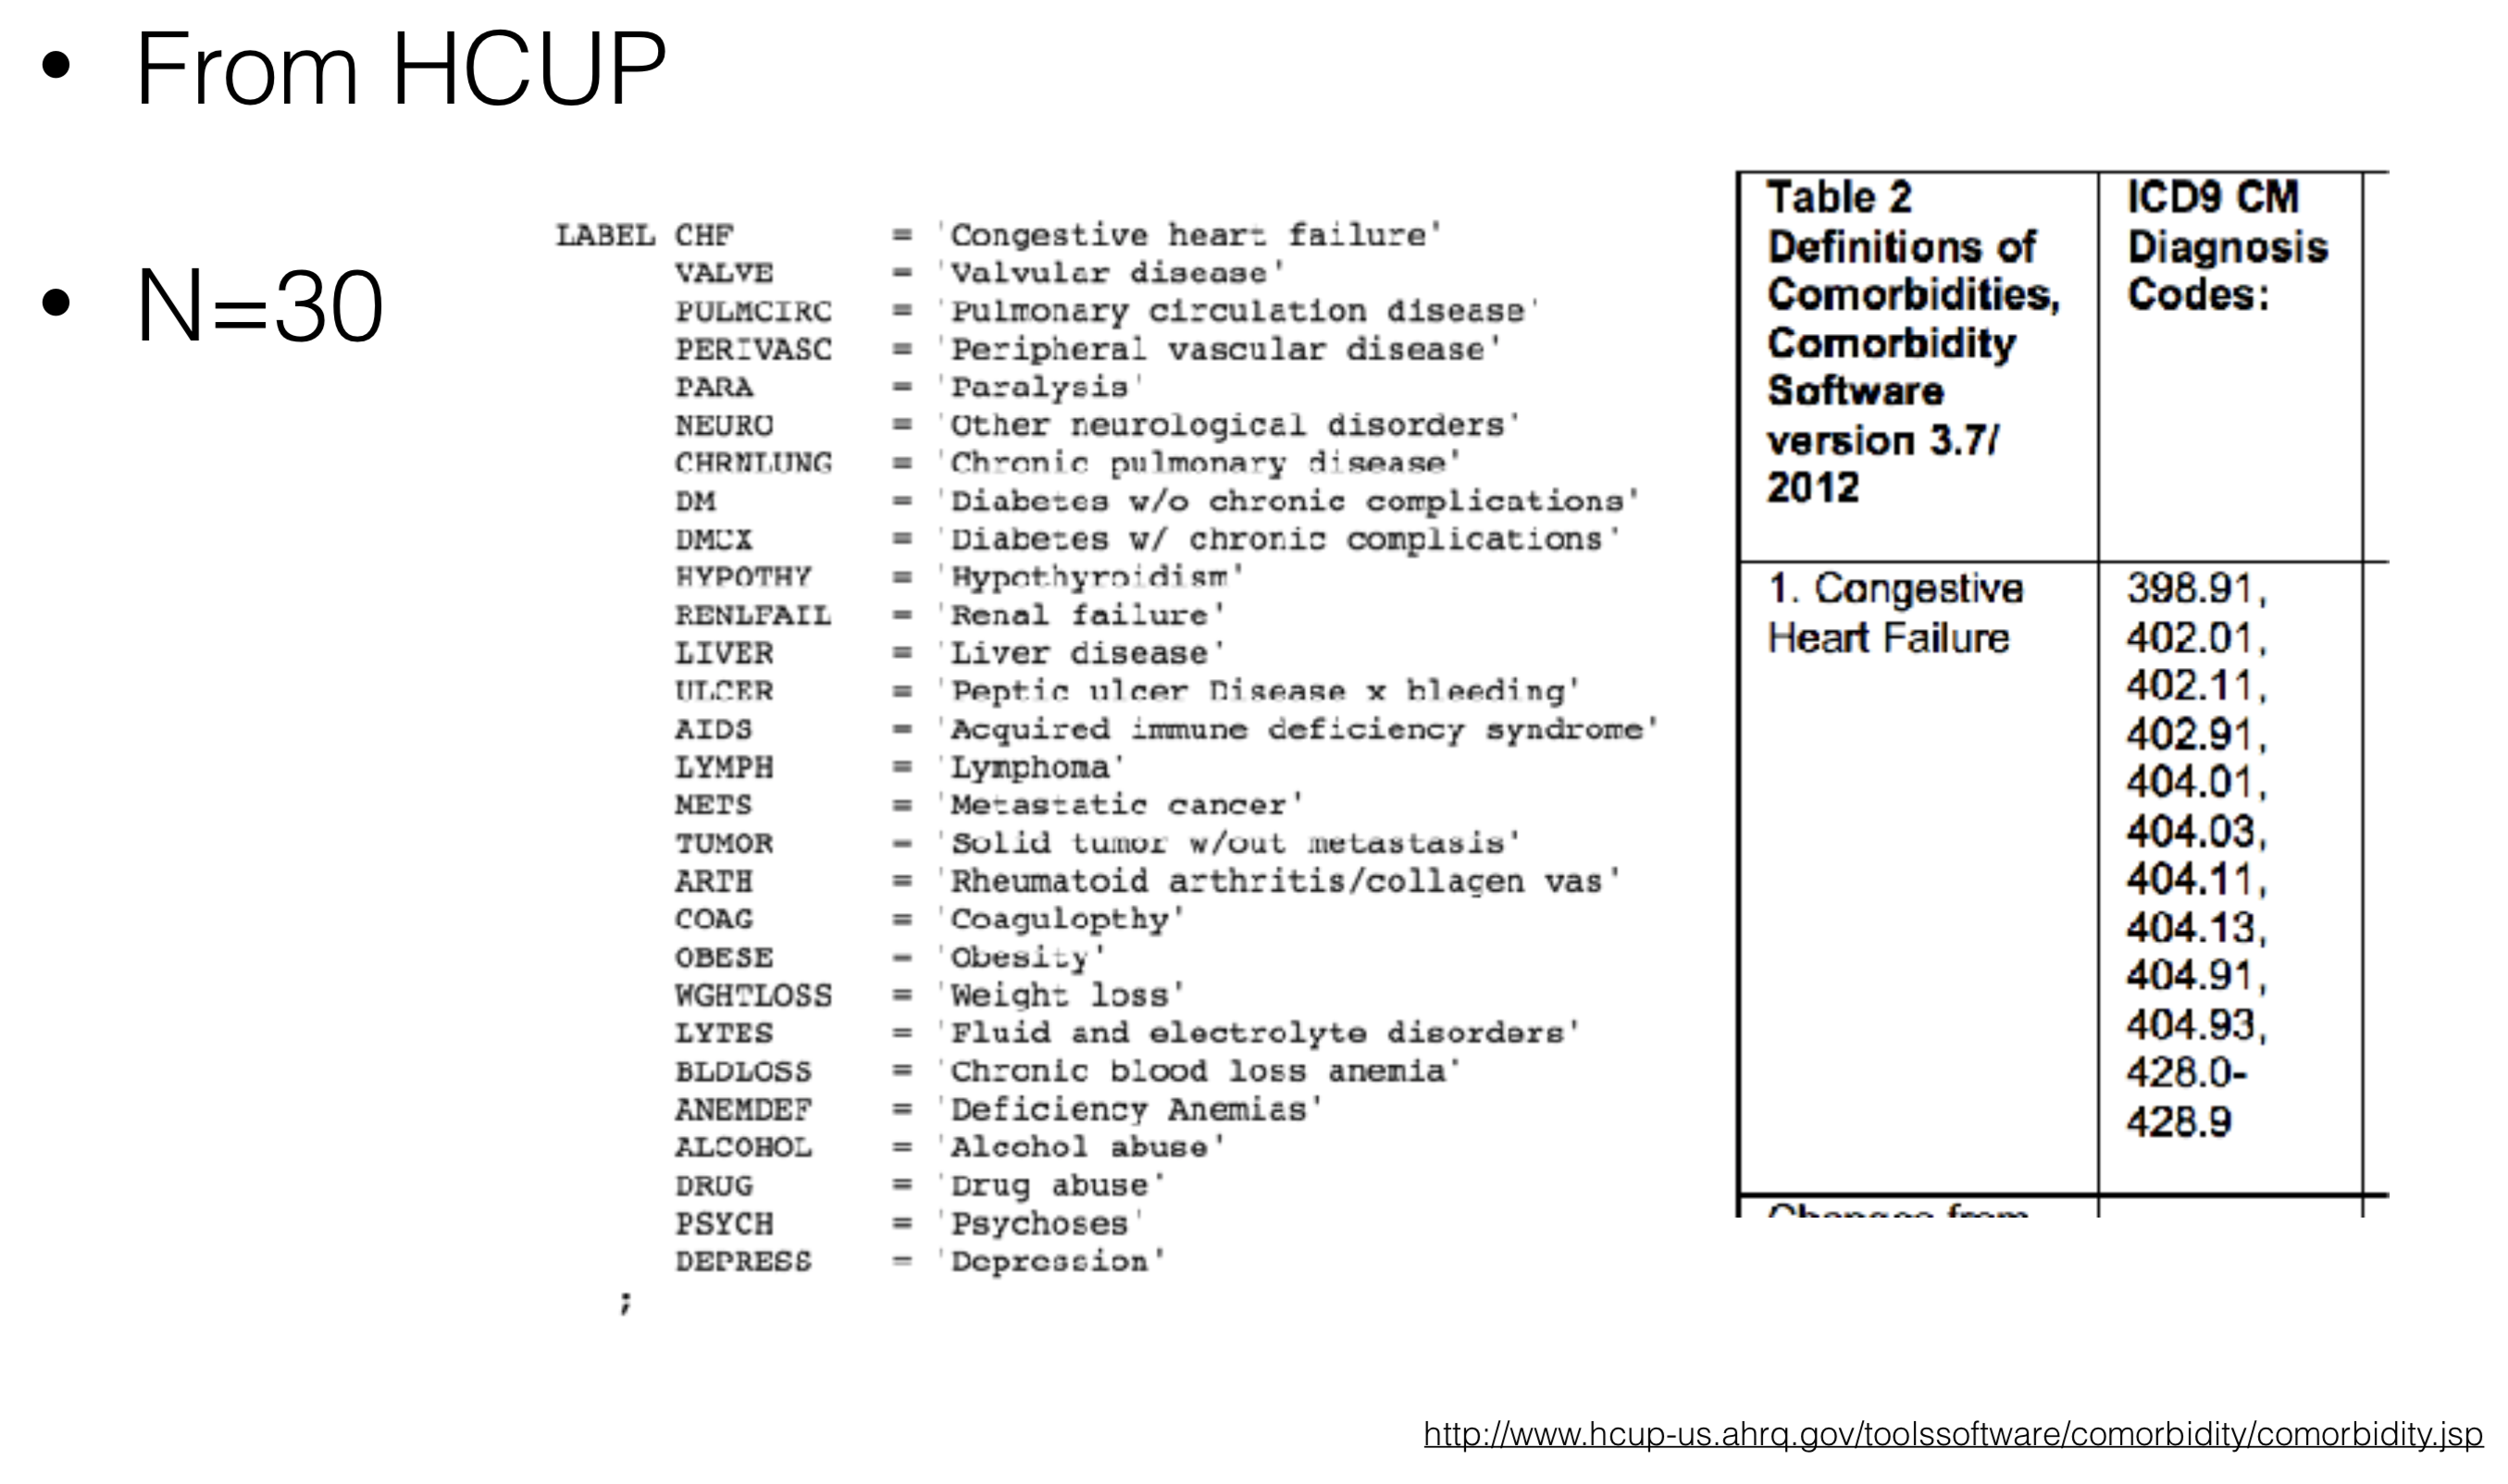 • From HCUP
• N=30
LABEL CHF = 'Congestive heart failure'
VALVE = 'Valvular disease'
PULMCIRC = 'Pulmonary circulation disease'
PERIVASC = 'Peripheral vascular disease'
PARA = 'Paralysis'
NEURO = 'Other neurological disorders'
CHRNLUNG = 'Chronic pulmonary disease'
DM = 'Diabetes w/o chronic complications'
DMCX = 'Diabetes w/ chronic complications'
HYPOTHY = 'Hypothyroidism'
RENLFAIL = 'Renal failure'
LIVER = 'Liver disease'
ULCER = 'Peptic ulcer Disease x bleeding'
AIDS = 'Acquired immune deficiency syndrome'
LYMPH = 'Lymphoma'
METS = 'Metastatic cancer'
TUMOR = 'Solid tumor w/out metastasis'
ARTH = 'Rheumatoid arthritis/collagen vas'
COAG = 'Coagulopthy'
OBESE = 'Obesity'
WGHTLOSS = 'Weight loss'
LYTES = 'Fluid and electrolyte disorders'
BLDLOSS = 'Chronic blood loss anemia'
ANEMDEF = 'Deficiency Anemias'
ALCOHOL = 'Alcohol abuse'
DRUG = 'Drug abuse'
PSYCH = 'Psychoses'
DEPRESS = 'Depression'
;
Table 2
Definitions of
Comorbidities,
Comorbidity
Software
version 3.7/
2012
ICD9 CM
Diagnosis
Codes:
1. Congestive
Heart Failure
398.91,
402.01,
402.11,
402.91,
404.01,
404.03,
404.11,
404.13,
404.91,
404.93,
428.0-
428.9
Changes from
http://www.hcup-us.ahrq.gov/toolssoftware/comorbidity/comorbidity.jsp